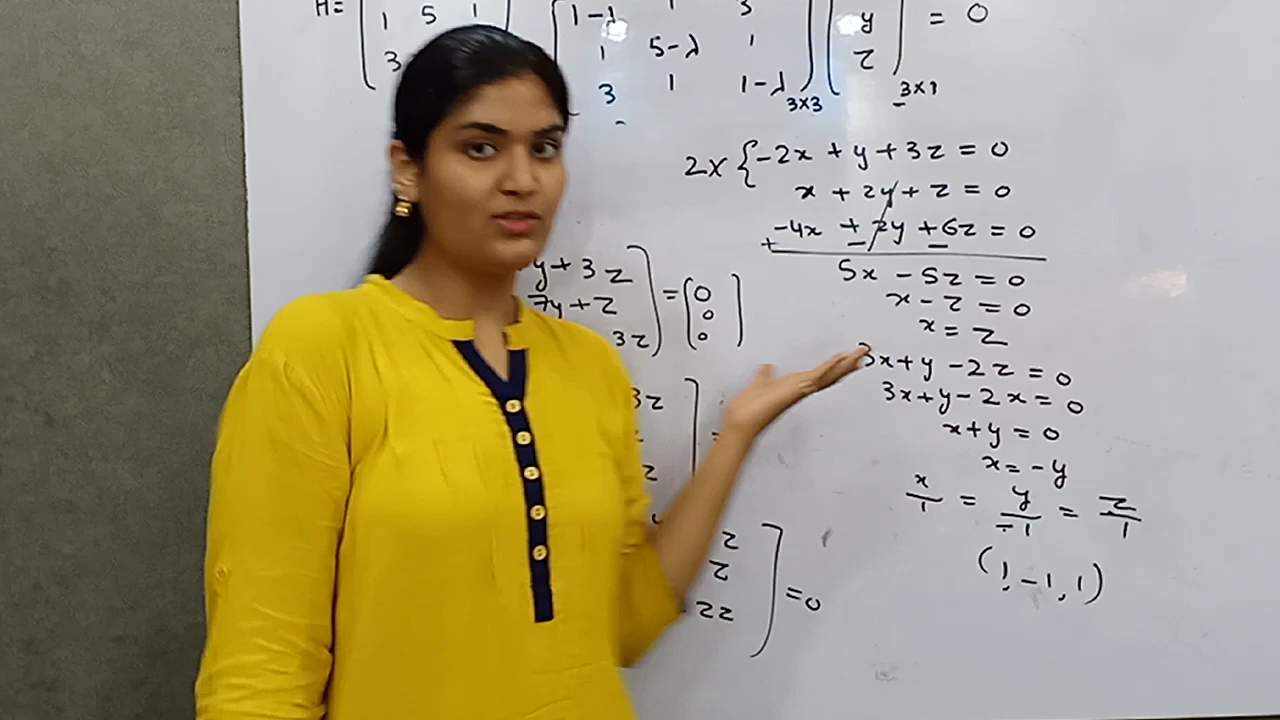 1 5 1
3
1-λ 1 3
1 5-λ 1
3 1 1-λ 3×3
y
z 3×1
= 0
2× {-2x + y + 3z = 0
x + 2y + z = 0
-4x + 2y + 6z = 0
+ - -
5x - 5z = 0
x - z = 0
x = z
3x + y - 2z = 0
3x + y - 2x = 0
x + y = 0
x = -y
x/1 = y/-1 = z/1
(1, -1, 1)
y + 3z
7y + z
3z
= 0
0
0
3z
z
z
z
- 2z
= 0